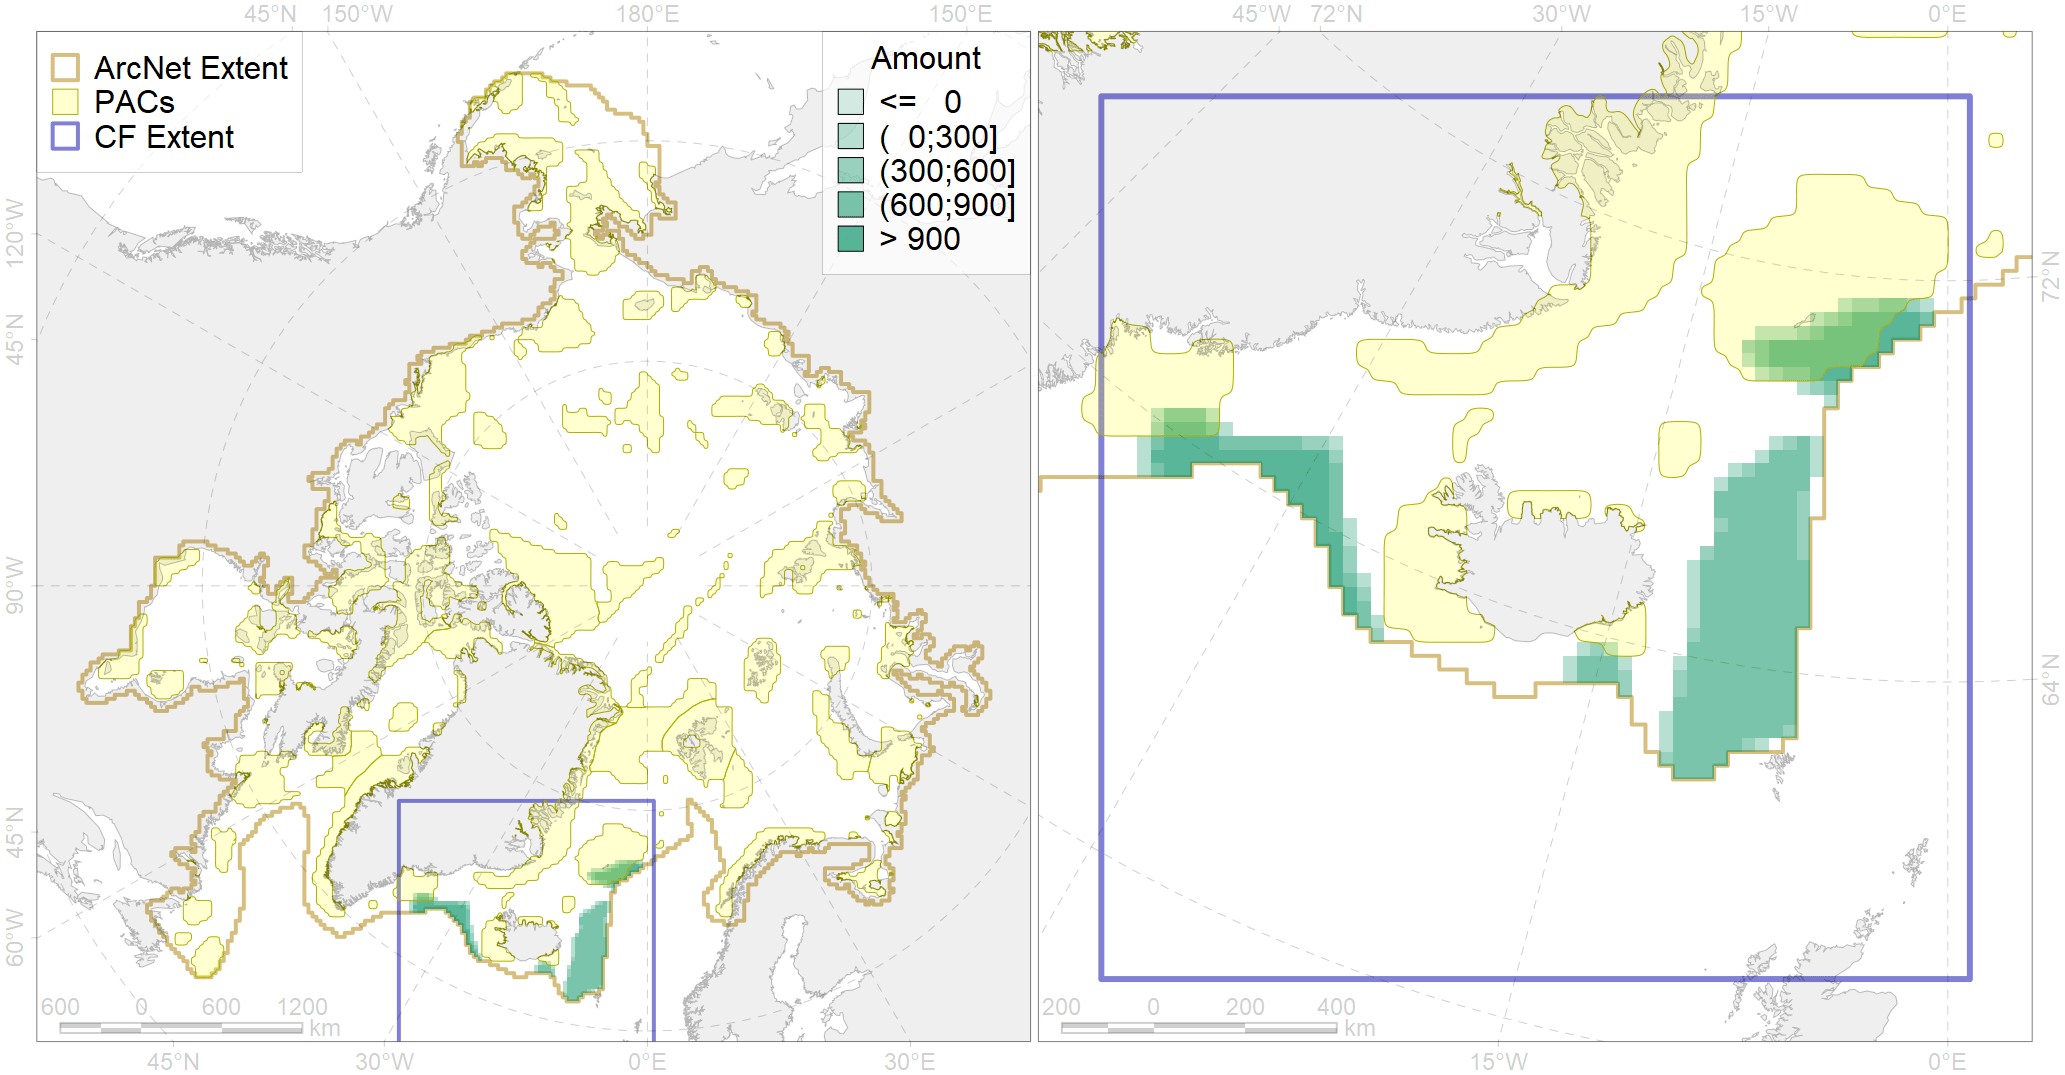 45°N 150°W 180°E 150°E
45°W 72°N 30°W 15°W 0°E
ArcNet Extent
PACs
CF Extent
Amount
<= 0
( 0;300]
(300;600]
(600;900]
> 900
120°W
45°N
90°W
45°N
60°W
72°N
64°N
600 0 600 1200
km
200 0 200 400
km
45°N 30°W 0°E 30°E
15°W 0°E